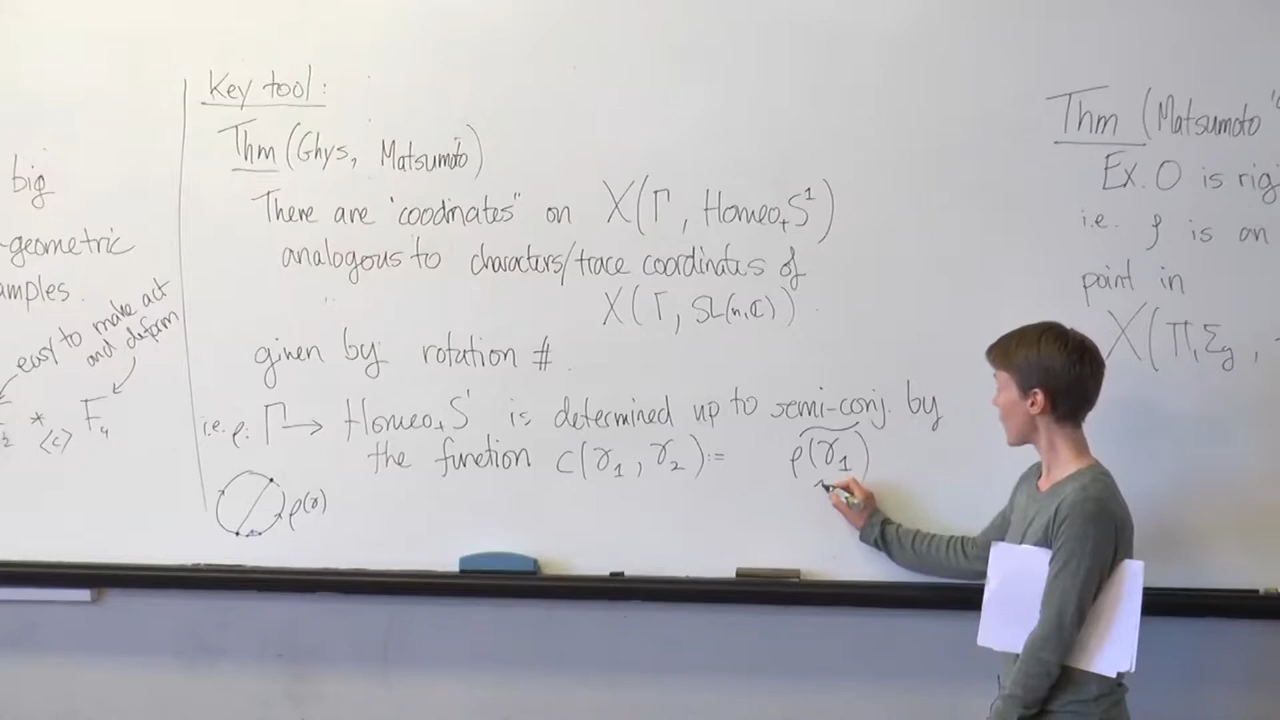 big
-geometric
amples.
easy to make act
and deform
* F₄
⟨c⟩
Key tool:
Thm (Ghys, Matsumoto)
There are "coodinates" on X(Γ, Homeo₊S¹)
analogous to characters/trace coordinates of
X(Γ, SL(n,ℂ))
given by rotation #.
i.e. ρ: Γ → Homeo₊S¹ is determined up to semi-conj. by
the function c(γ₁, γ₂) := ρ(γ₁)
ρ(γ)
Thm (Matsumoto "
Ex. 0 is rig
i.e. ρ is an
point in
X(π₁Σg,